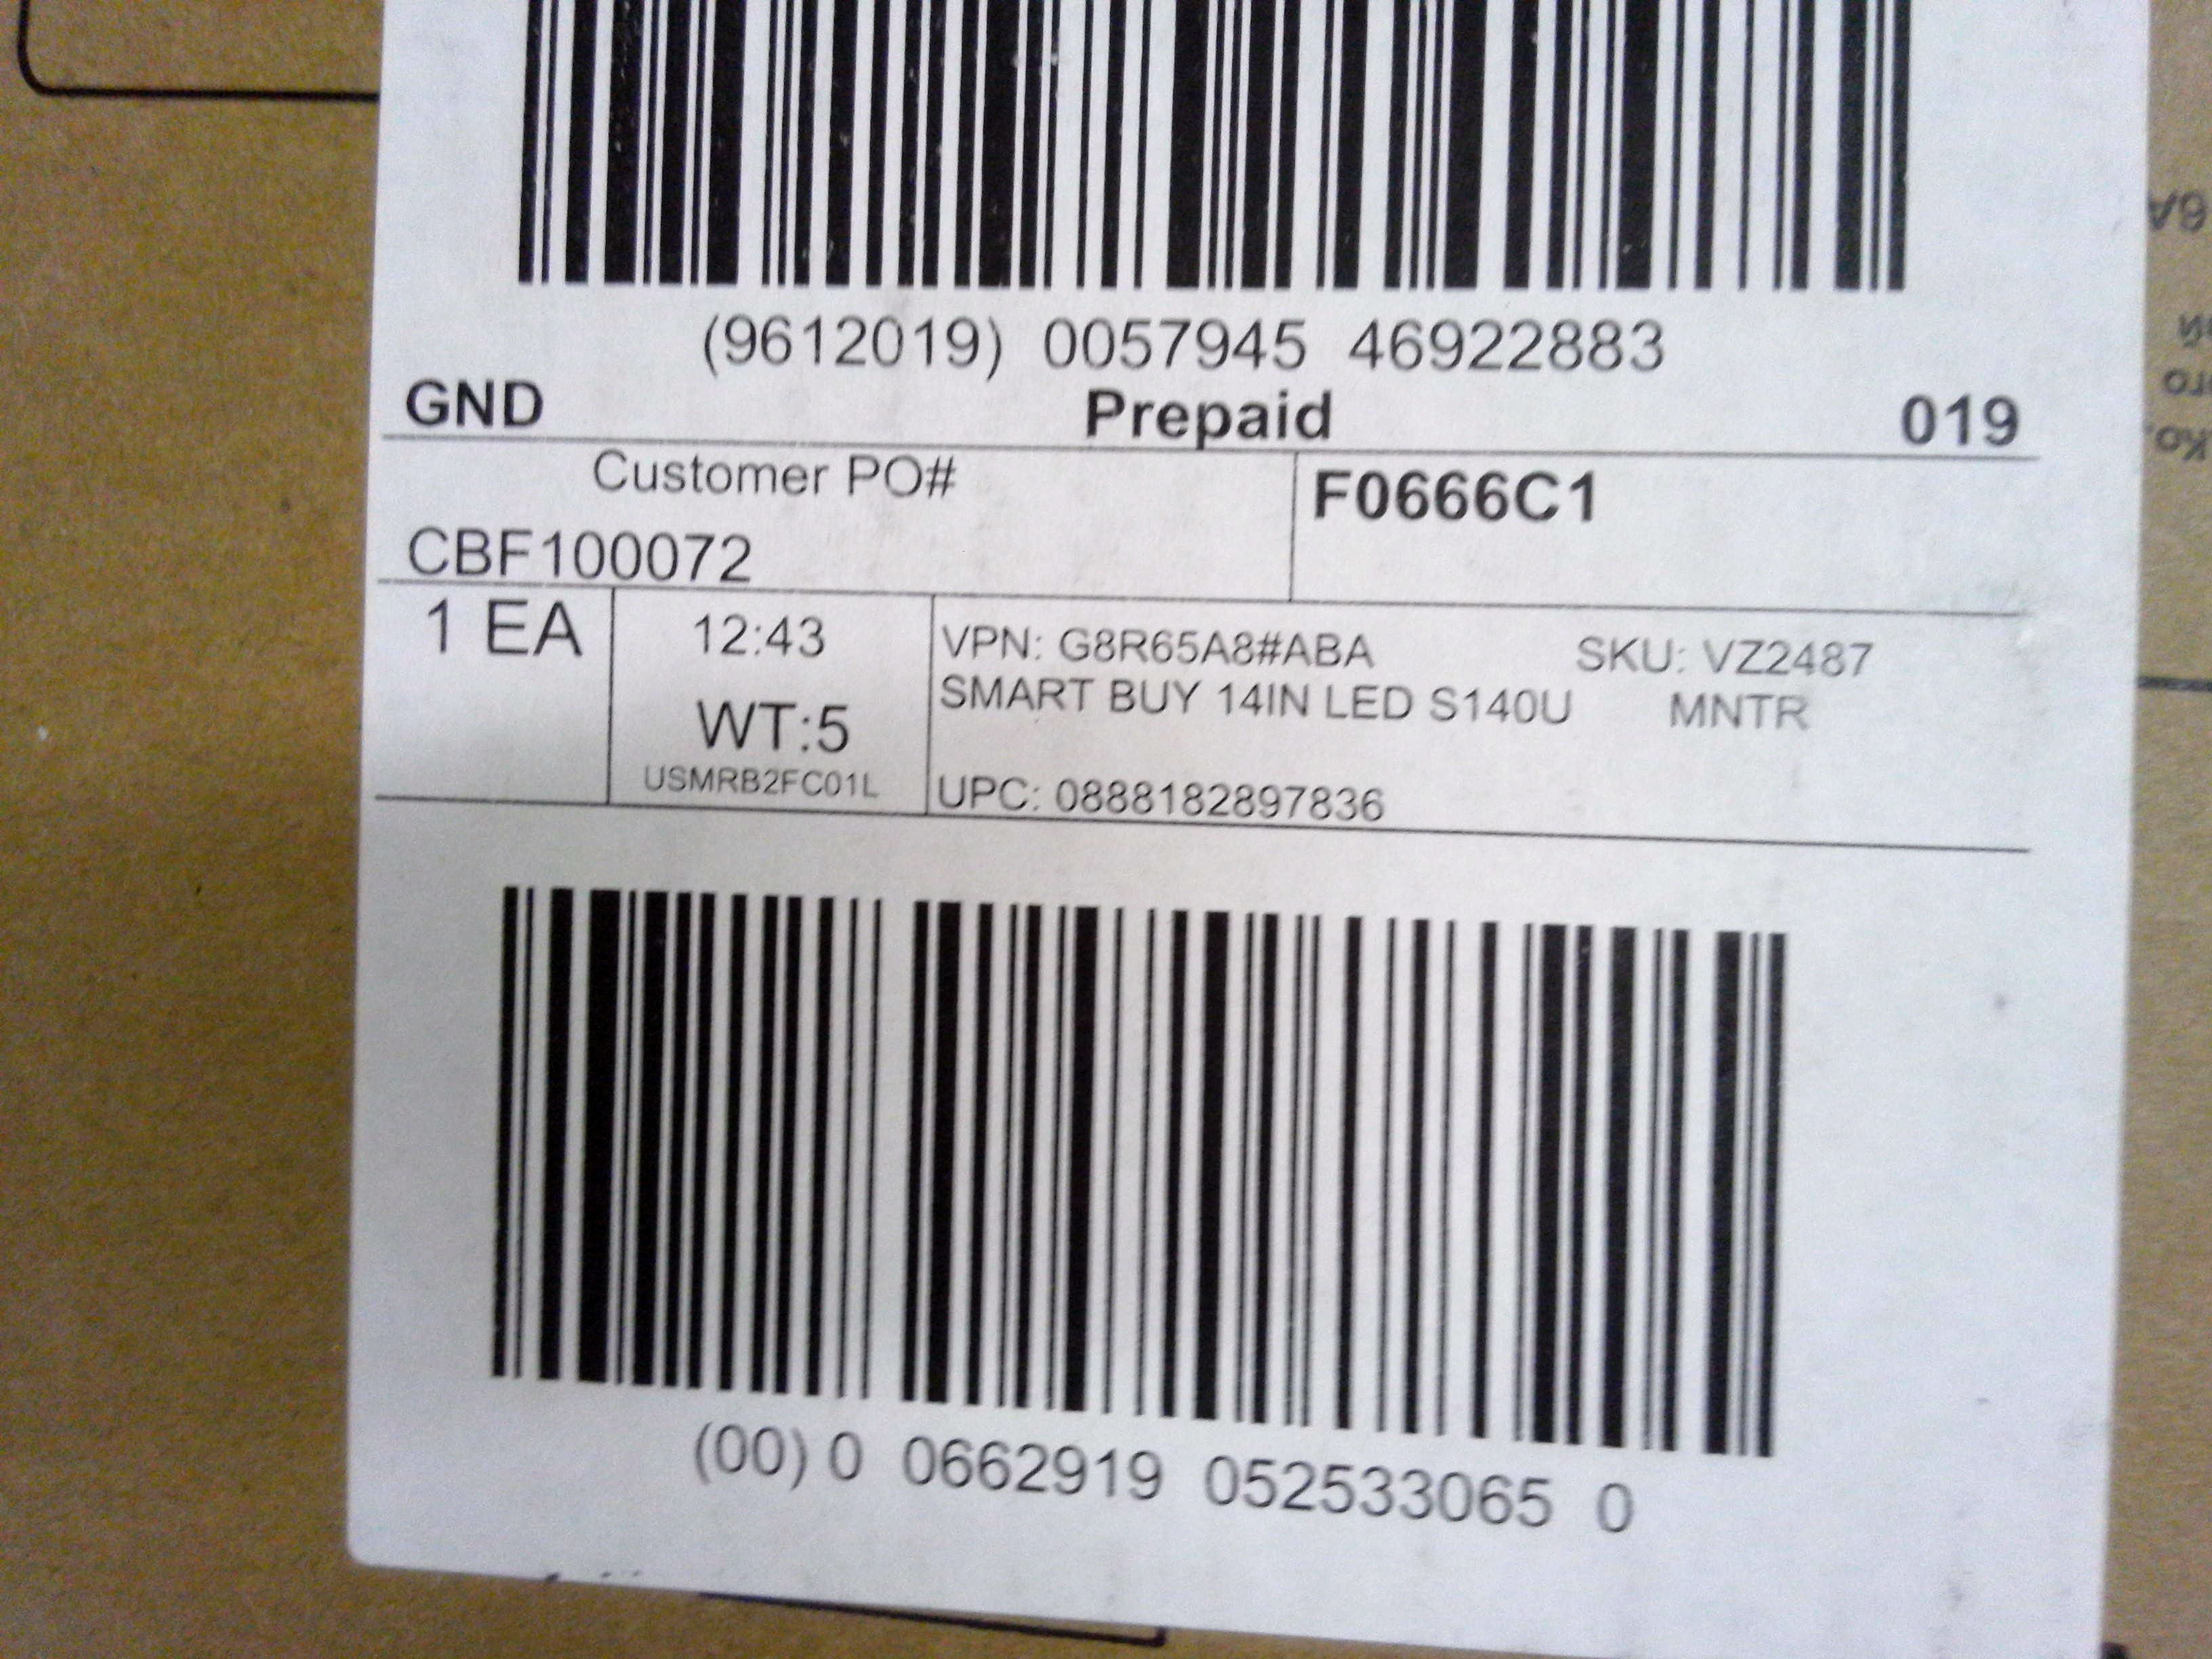 (9612019) 0057945 46922883
GND Prepaid 019
Customer PO# F0666C1
CBF100072
1 EA 12:43 VPN: G8R65A8#ABA SKU: VZ2487
SMART BUY 14IN LED S140U MNTR
WT:5
USMRB2FC01L UPC: 0888182897836
(00) 0 0662919 052533065 0